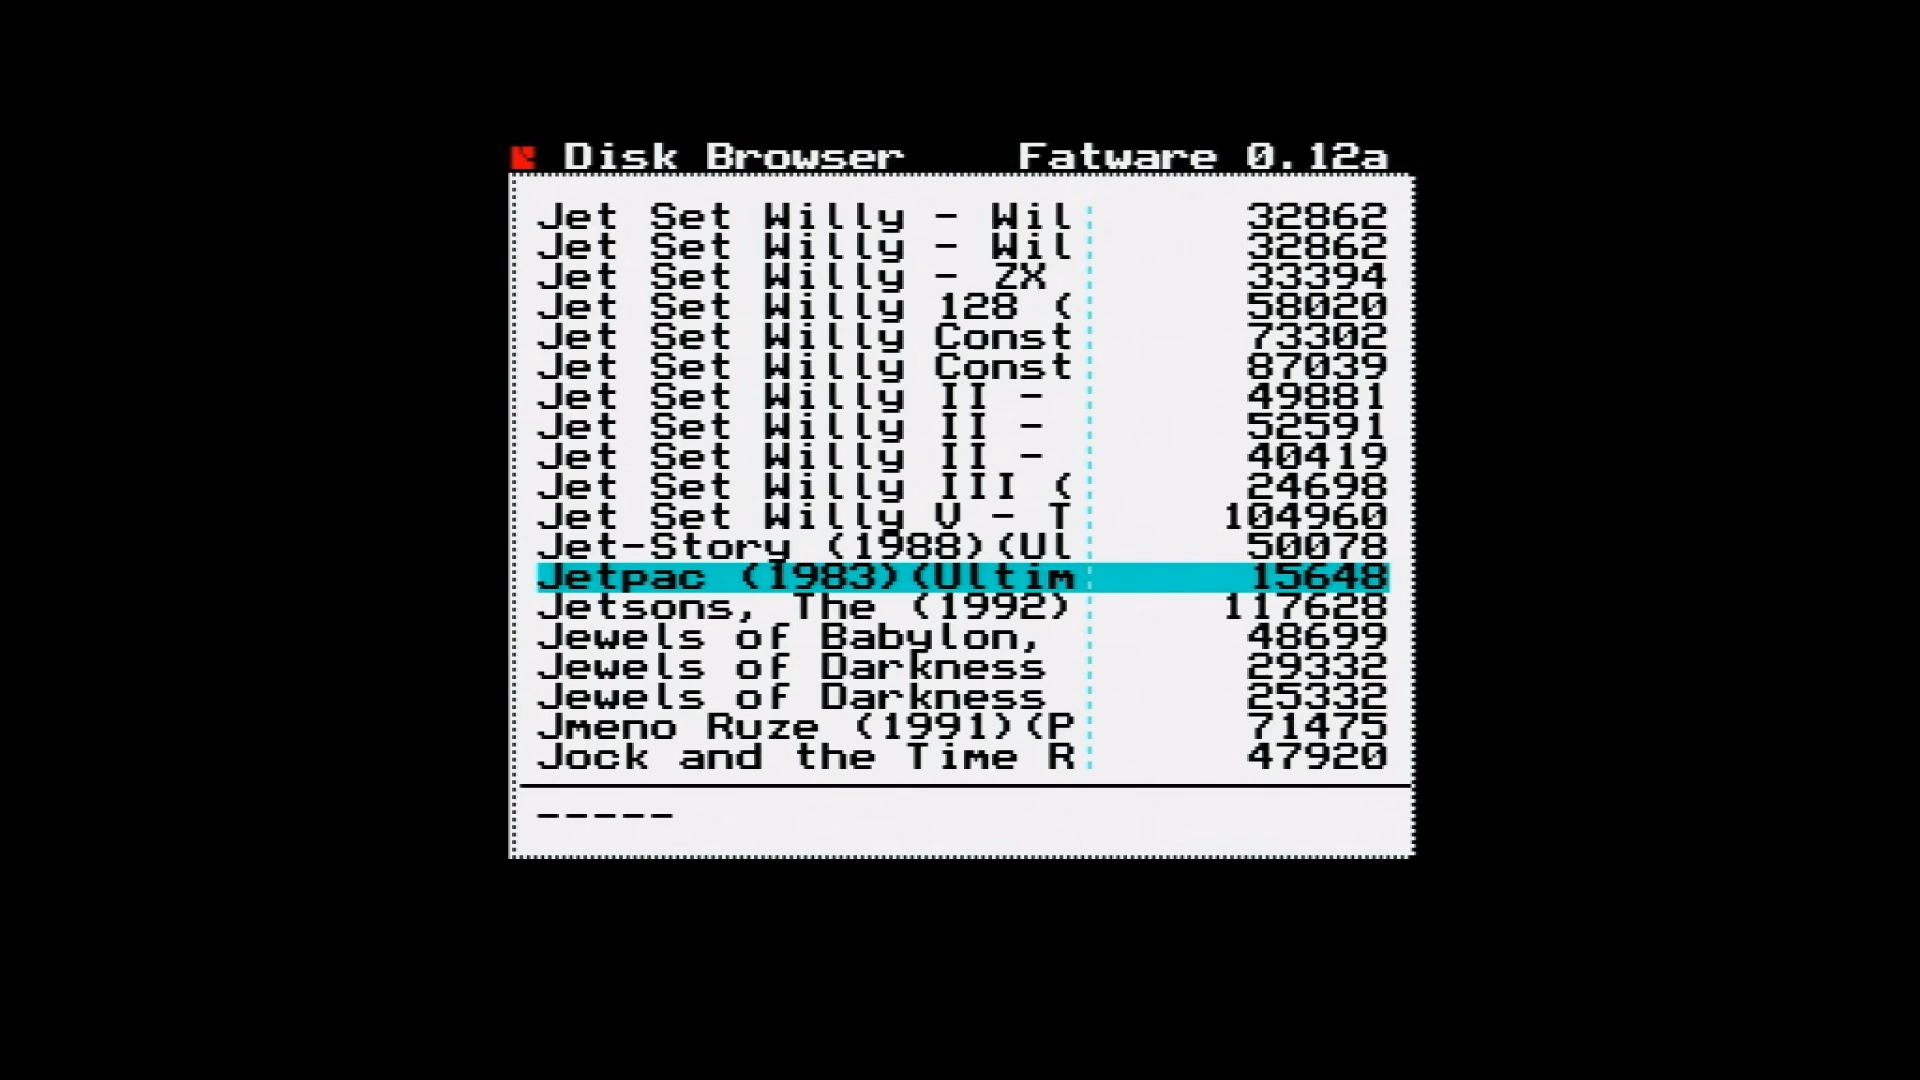 Disk Browser Fatware 0.12a
Jet Set Willy - Wil 32862
Jet Set Willy - Wil 32862
Jet Set Willy - ZX 33394
Jet Set Willy 128 ( 58020
Jet Set Willy Const 73302
Jet Set Willy Const 87039
Jet Set Willy II - 49881
Jet Set Willy II - 52591
Jet Set Willy II - 40419
Jet Set Willy III ( 24698
Jet Set Willy V - T 104960
Jet-Story (1988)(Ul 50078
Jetpac (1983)(Ultim 15648
Jetsons, The (1992) 117628
Jewels of Babylon, 48699
Jewels of Darkness 29332
Jewels of Darkness 25332
Jmeno Ruze (1991)(P 71475
Jock and the Time R 47920
-----